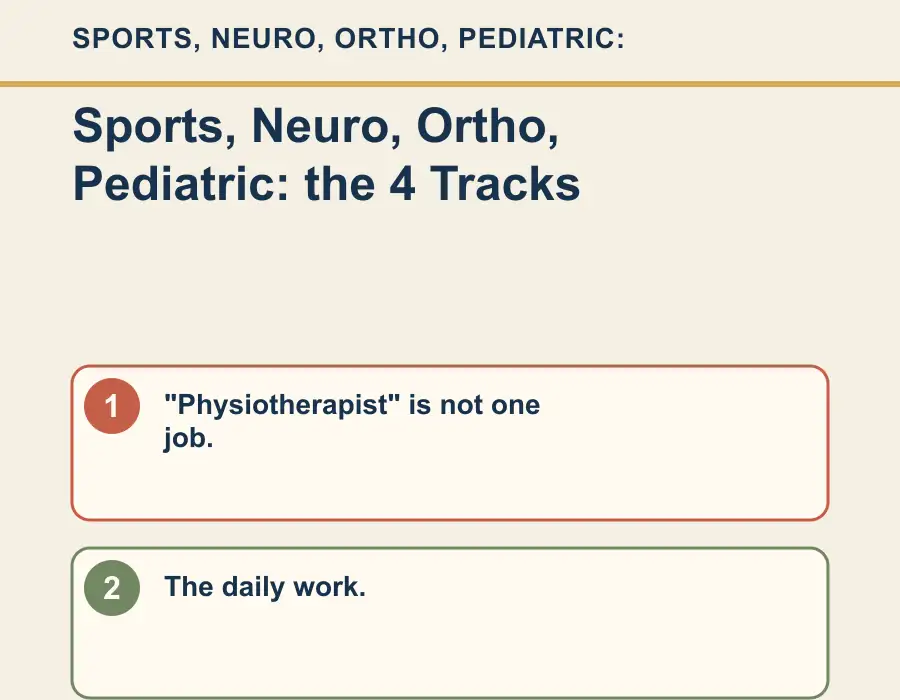 SPORTS, NEURO, ORTHO, PEDIATRIC:
Sports, Neuro, Ortho,
Pediatric: the 4 Tracks
1
"Physiotherapist" is not one
job.
2
The daily work.